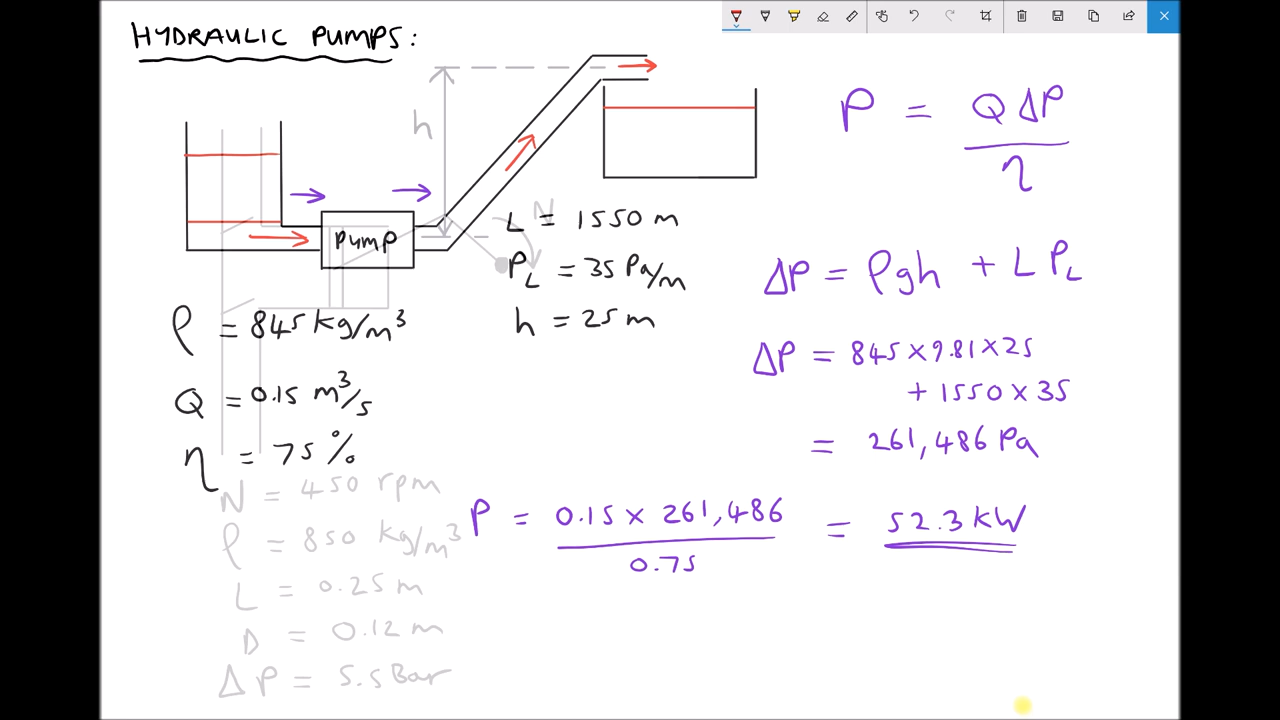 HYDRAULIC PUMPS:
h
Pump
N
L = 1550 m
P_L = 35 Pa/m
h = 25 m
ρ = 845 kg/m³
Q = 0.15 m³/s
η = 75 %
N = 450 rpm
ρ = 850 kg/m³
L = 0.25 m
D = 0.12 m
ΔP = 5.5 Bar
P = QΔP / η
ΔP = ρgh + L P_L
ΔP = 845 × 9.81 × 25
+ 1550 × 35
= 261,486 Pa
P = 0.15 × 261,486 / 0.75 = 52.3 kW